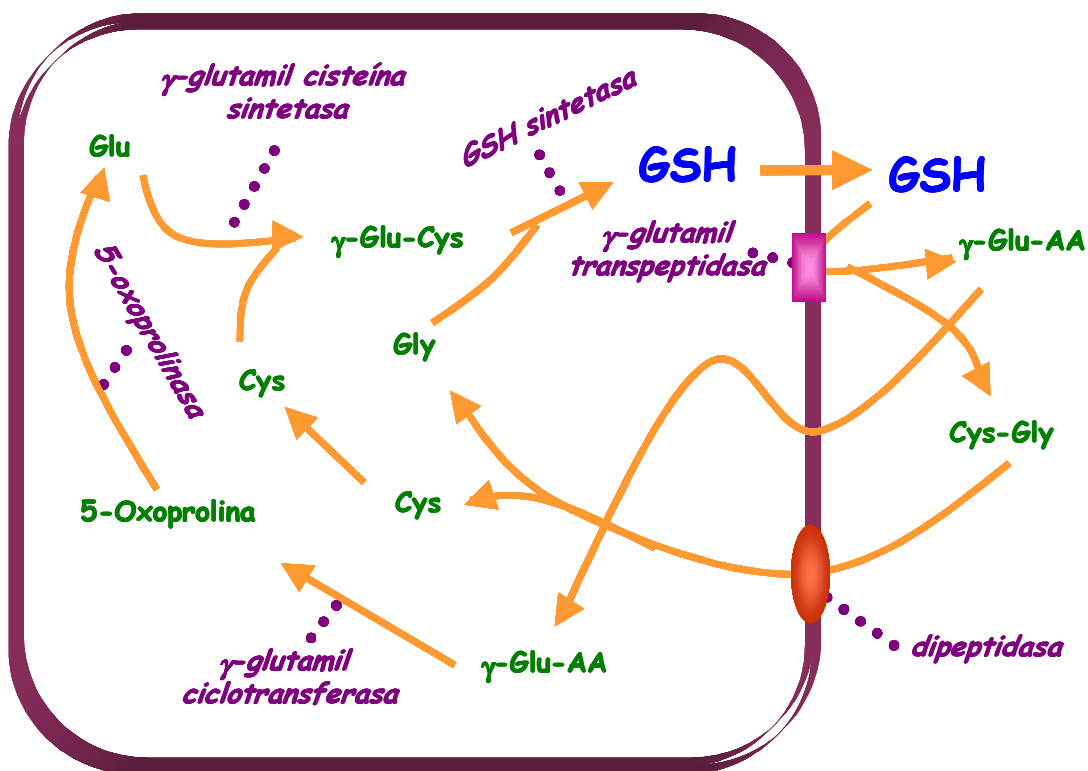 γ-glutamil cisteína
sintetasa
GSH sintetasa
Glu
GSH
GSH
γ-Glu-Cys
γ-glutamil
transpeptidasa
γ-Glu-AA
5-oxoprolinasa
Gly
Cys
Cys-Gly
Cys
5-Oxoprolina
γ-Glu-AA
γ-glutamil
ciclotransferasa
dipeptidasa